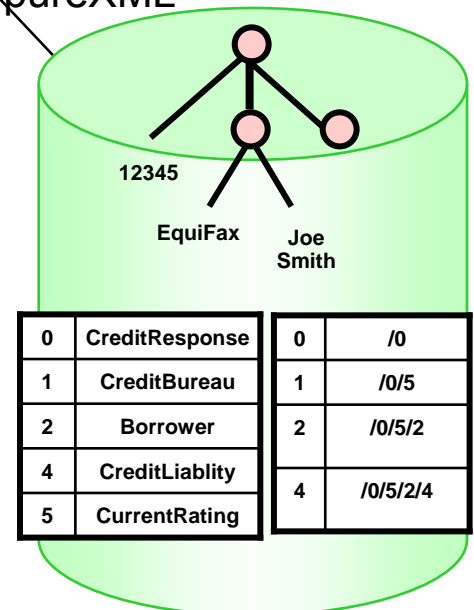 pureXML
12345
EquiFax
Joe
Smith
0 CreditResponse
1 CreditBureau
2 Borrower
4 CreditLiablity
5 CurrentRating
0 /0
1 /0/5
2 /0/5/2
4 /0/5/2/4